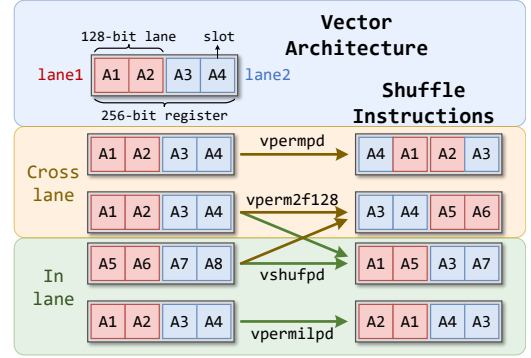 Vector
Architecture
128-bit lane
slot
lane1
A1 A2 A3 A4
lane2
256-bit register
Shuffle
Instructions
Cross
lane
A1 A2 A3 A4
vpermpd
A4 A1 A2 A3
A1 A2 A3 A4
vperm2f128
A3 A4 A5 A6
In
lane
A5 A6 A7 A8
vshufpd
A1 A5 A3 A7
A1 A2 A3 A4
vpermilpd
A2 A1 A4 A3